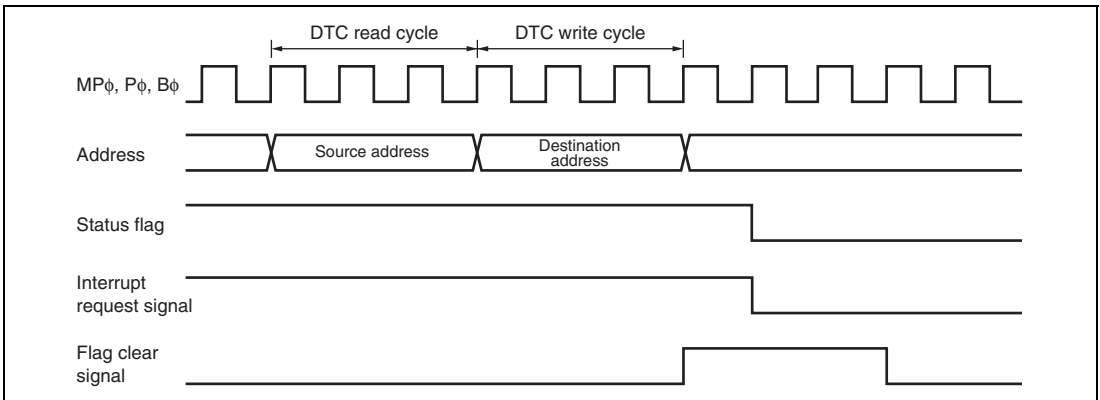 DTC read cycle
DTC write cycle
MPϕ, Pϕ, Bϕ
Address
Source address
Destination
address
Status flag
Interrupt
request signal
Flag clear
signal